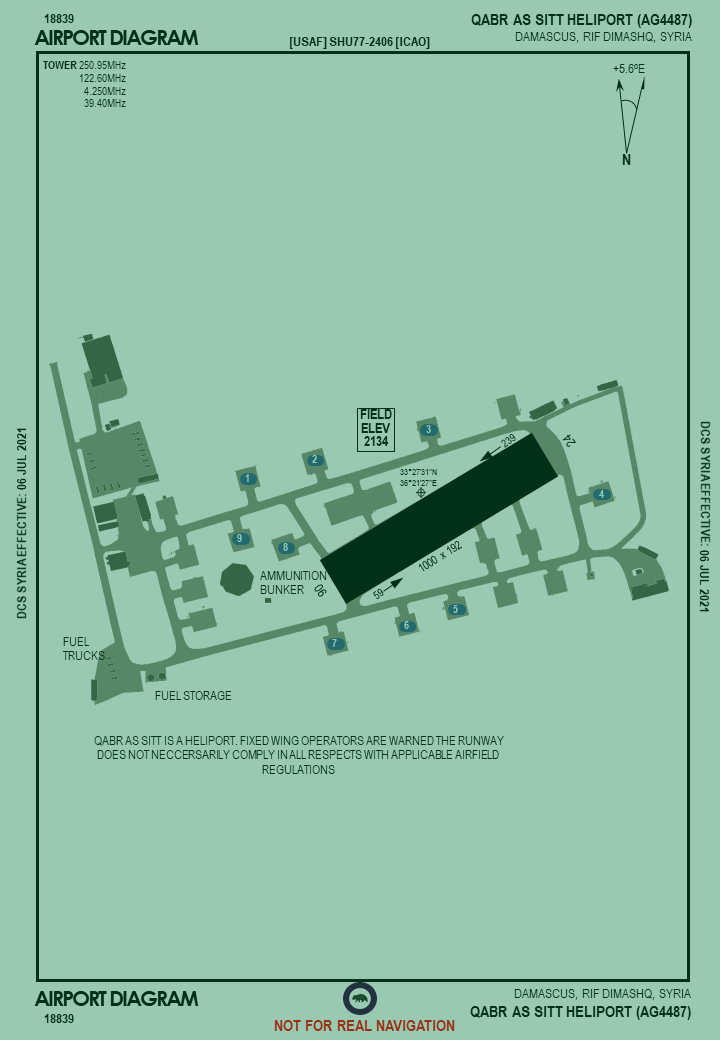 18839
AIRPORT DIAGRAM
[USAF] SHU77-2406 [ICAO]
QABR AS SITT HELIPORT (AG4487)
DAMASCUS, RIF DIMASHQ, SYRIA
TOWER 250.95MHz
122.60MHz
4.250MHz
39.40MHz
+5.6ºE
N
FIELD
ELEV
2134
33°27'31"N
36°21'27"E
239
24
1
2
3
4
9
8
AMMUNITION
BUNKER
06
59
1000 x 192
5
6
7
FUEL
TRUCKS
FUEL STORAGE
QABR AS SITT IS A HELIPORT. FIXED WING OPERATORS ARE WARNED THE RUNWAY
DOES NOT NECCERSARILY COMPLY IN ALL RESPECTS WITH APPLICABLE AIRFIELD
REGULATIONS
DCS SYRIA EFFECTIVE: 06 JUL 2021
DCS SYRIA EFFECTIVE: 06 JUL 2021
AIRPORT DIAGRAM
18839
NOT FOR REAL NAVIGATION
DAMASCUS, RIF DIMASHQ, SYRIA
QABR AS SITT HELIPORT (AG4487)